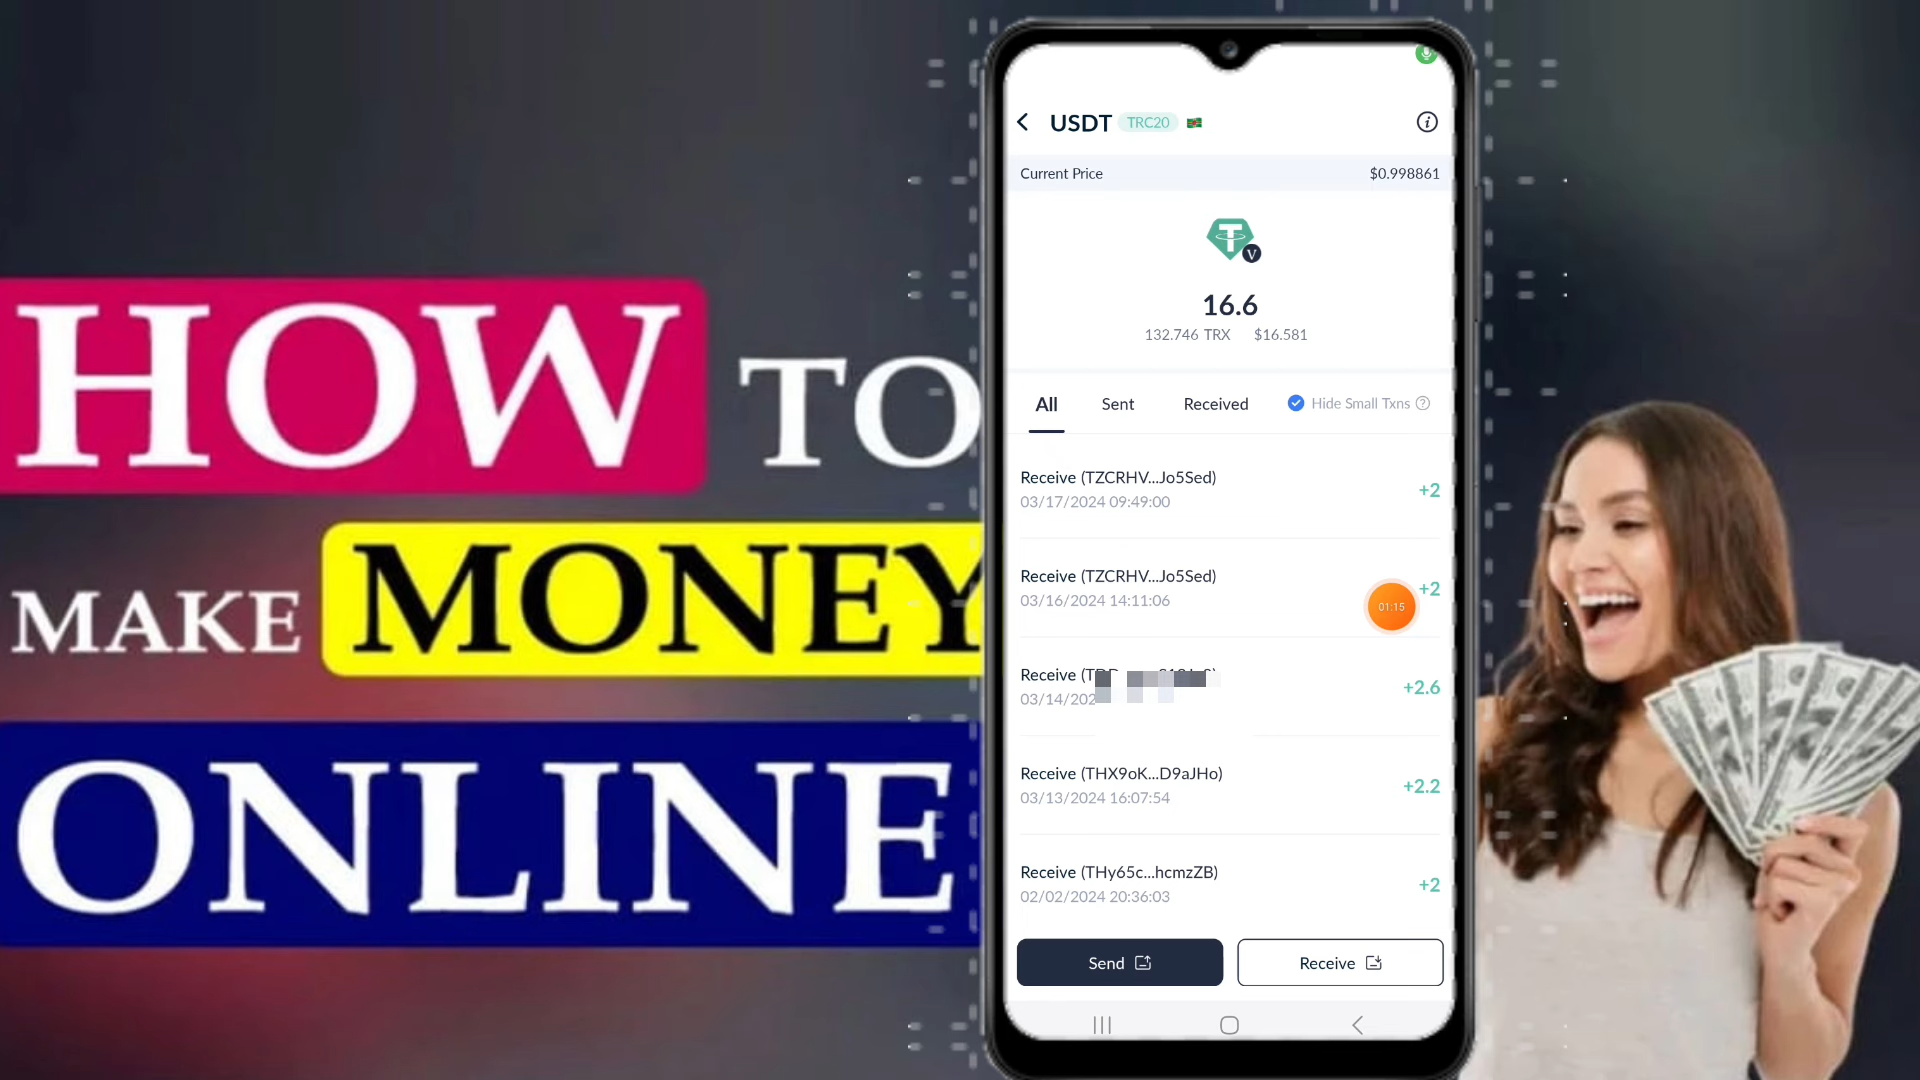 HOW TO
MAKE MONEY
ONLINE
USDT TRC20
Current Price $0.998861
16.6
132.746 TRX $16.581
All Sent Received Hide Small Txns
Receive (TZCRHV...Jo5Sed)
03/17/2024 09:49:00
+2
Receive (TZCRHV...Jo5Sed)
03/16/2024 14:11:06
+2
01:15
Receive
03/14/202
+2.6
Receive (THX9oK...D9aJHo)
03/13/2024 16:07:54
+2.2
Receive (THy65c...hcmzZB)
02/02/2024 20:36:03
+2
Send Receive